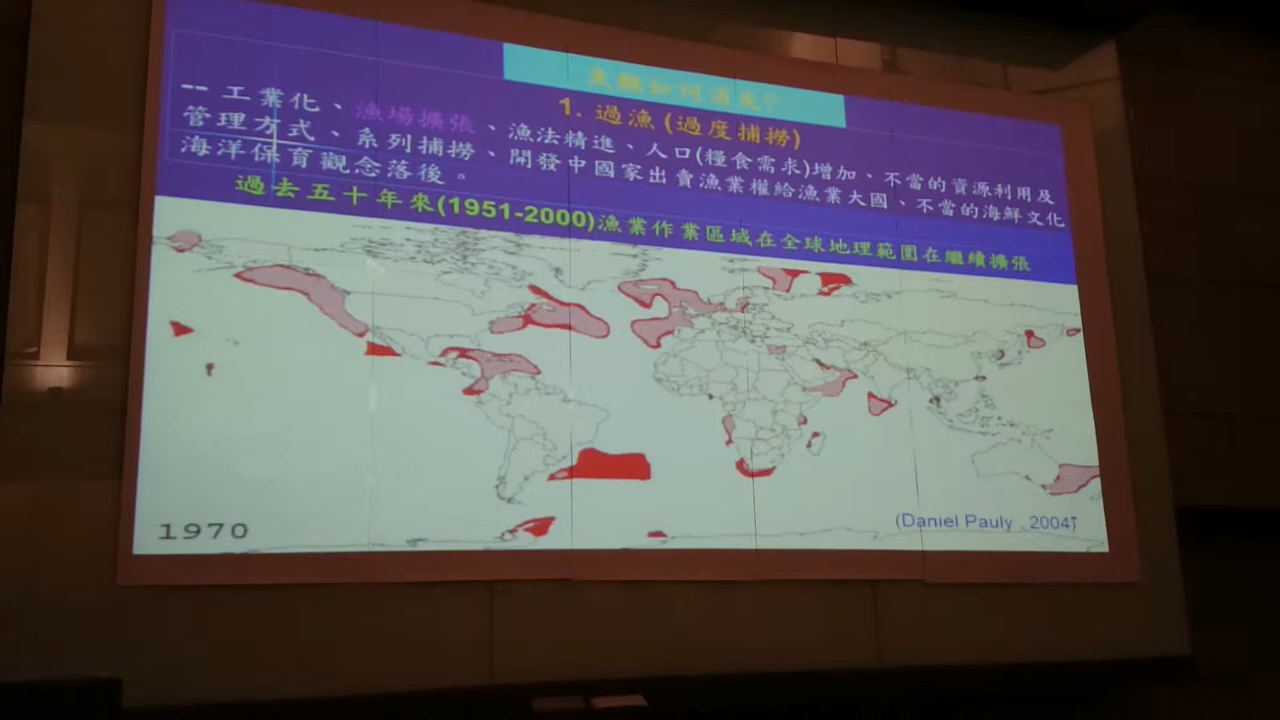 魚類如何消失?
1. 過漁 (過度捕撈)
-- 工業化、漁場擴張、漁法精進、人口(糧食需求)增加、不當的資源利用及
管理方式、系列捕撈、開發中國家出賣漁業權給漁業大國、不當的海鮮文化
海洋保育觀念落後。
過去五十年來(1951-2000)漁業作業區域在全球地理範圍在繼續擴張
1970
(Daniel Pauly , 2004)